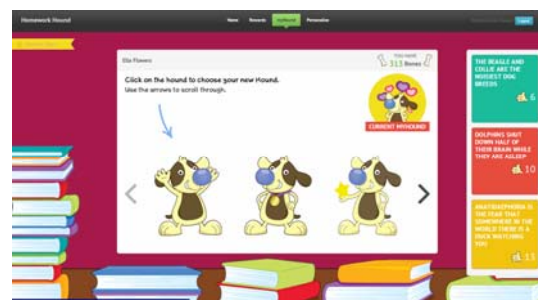 Homework Hound
Home Rewards MyHound Personalise
Logout
Ella Flowers
YOU HAVE
313 Bones
Click on the hound to choose your new Hound.
Use the arrows to scroll through.
CURRENT MYHOUND
THE BEAGLE AND
COLLIE ARE THE
NOISIEST DOG
BREEDS
6
DOLPHINS SHUT
DOWN HALF OF
THEIR BRAIN WHILE
THEY ARE ASLEEP
10
ANATIDAEPHOBIA IS
THE FEAR THAT
SOMEWHERE IN THE
WORLD THERE IS A
DUCK WATCHING
YOU
13